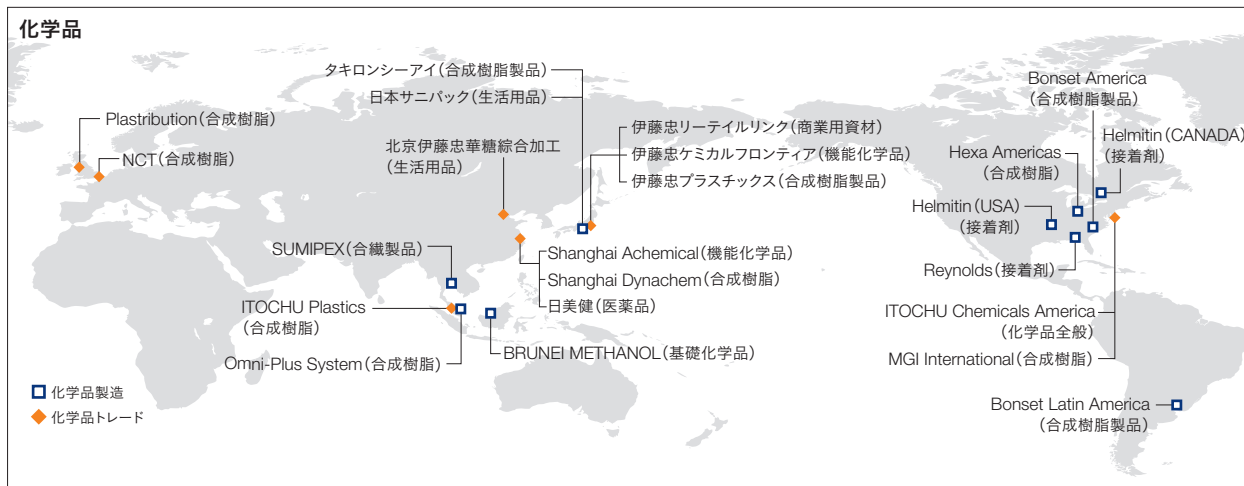 化学品
タキロンシーアイ(合成樹脂製品)
日本サニパック(生活用品)
Plastribution(合成樹脂)
NCT(合成樹脂)
北京伊藤忠華糖綜合加工
(生活用品)
伊藤忠リーテイルリンク(商業用資材)
伊藤忠ケミカルフロンティア(機能化学品)
伊藤忠プラスチックス(合成樹脂製品)
Bonset America
(合成樹脂製品)
Helmitin(CANADA)
(接着剤)
Hexa Americas
(合成樹脂)
Helmitin(USA)
(接着剤)
Reynolds(接着剤)
SUMIPEX(合繊製品)
Shanghai Achemical(機能化学品)
Shanghai Dynachem(合成樹脂)
日美健(医薬品)
ITOCHU Plastics
(合成樹脂)
Omni-Plus System(合成樹脂)
BRUNEI METHANOL(基礎化学品)
ITOCHU Chemicals America
(化学品全般)
MGI International(合成樹脂)
Bonset Latin America
(合成樹脂製品)
化学品製造
化学品トレード